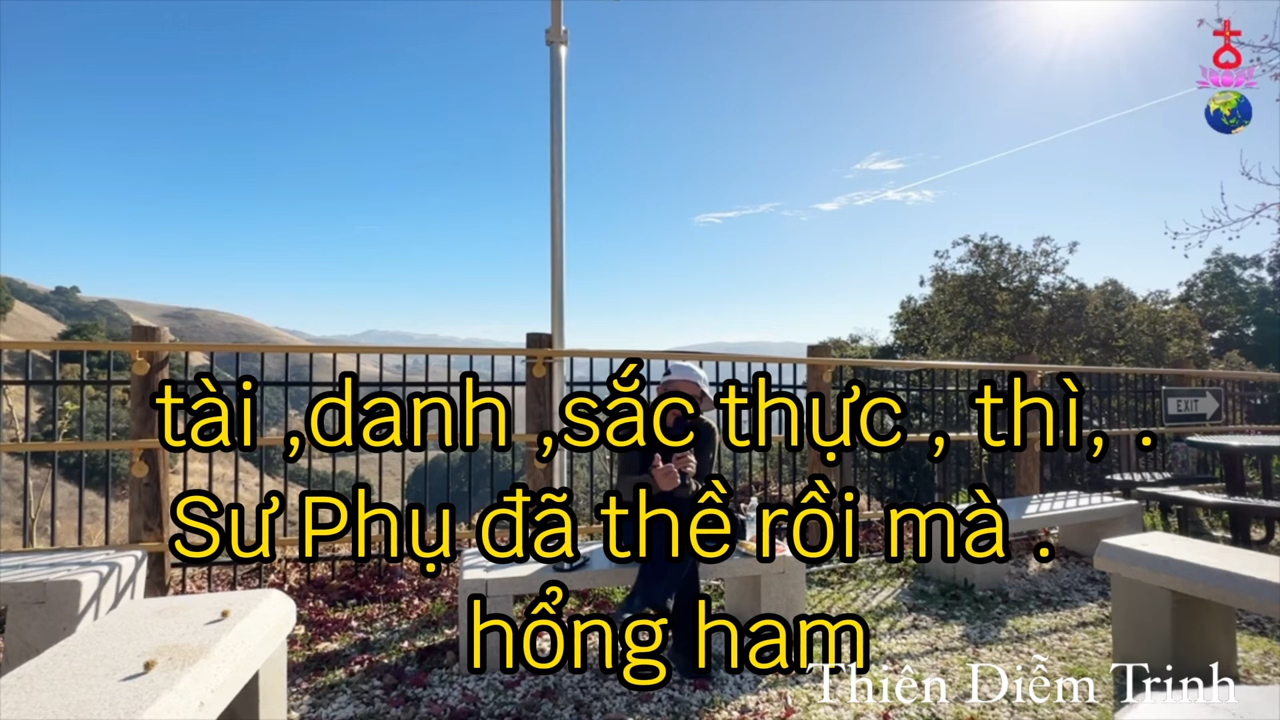 tài ,danh ,sắc thực , thì, .
Sư Phụ đã thề rồi mà .
hổng ham
Thiên Diễm Trinh
EXIT